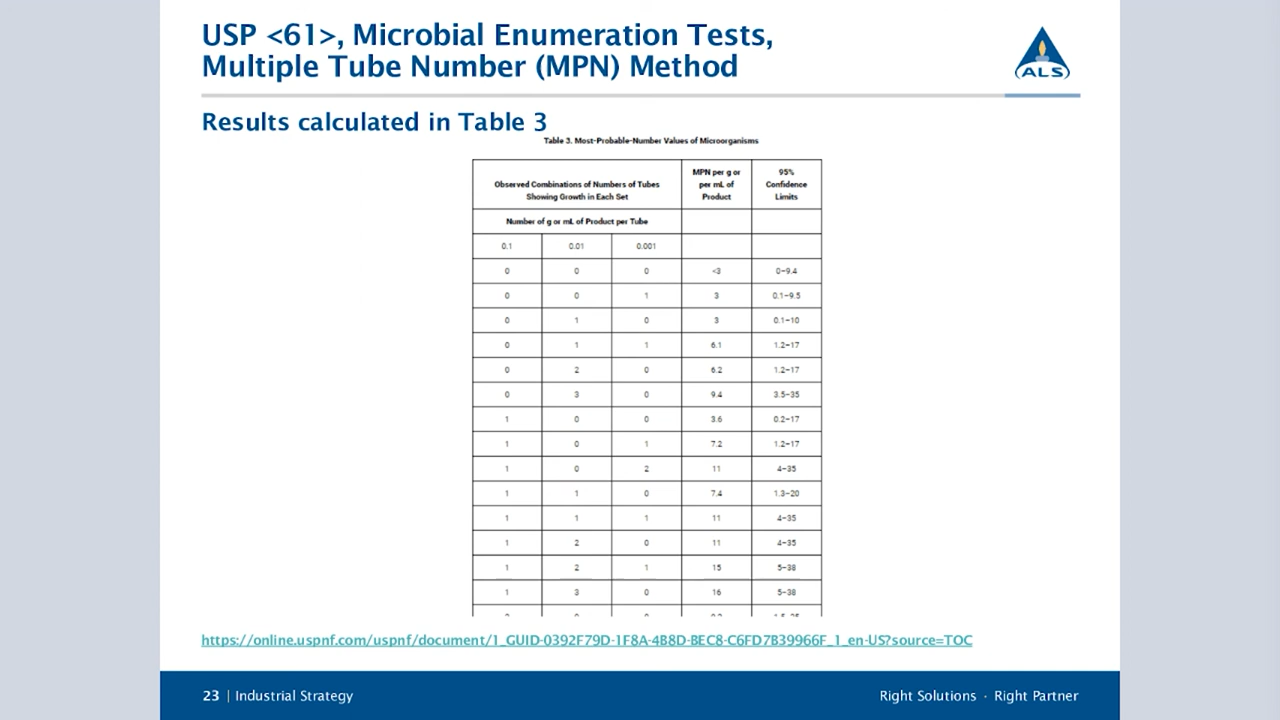 USP <61>, Microbial Enumeration Tests,
Multiple Tube Number (MPN) Method
ALS
Results calculated in Table 3
Table 3. Most-Probable-Number Values of Microorganisms
Observed Combinations of Numbers of Tubes
Showing Growth in Each Set
MPN per g or
per mL of
Product
95%
Confidence
Limits
Number of g or mL of Product per Tube
0.1 0.01 0.001
0 0 0 <3 0–9.4
0 0 1 3 0.1–9.5
0 1 0 3 0.1–10
0 1 1 6.1 1.2–17
0 2 0 6.2 1.2–17
0 3 0 9.4 3.5–35
1 0 0 3.6 0.2–17
1 0 1 7.2 1.2–17
1 0 2 11 4–35
1 1 0 7.4 1.3–20
1 1 1 11 4–35
1 2 0 11 4–35
1 2 1 15 5–38
1 3 0 16 5–38
https://online.uspnf.com/uspnf/document/1_GUID-0392F79D-1F8A-4B8D-BEC8-C6FD7B39966F_1_en-US?source=TOC
23 | Industrial Strategy
Right Solutions · Right Partner